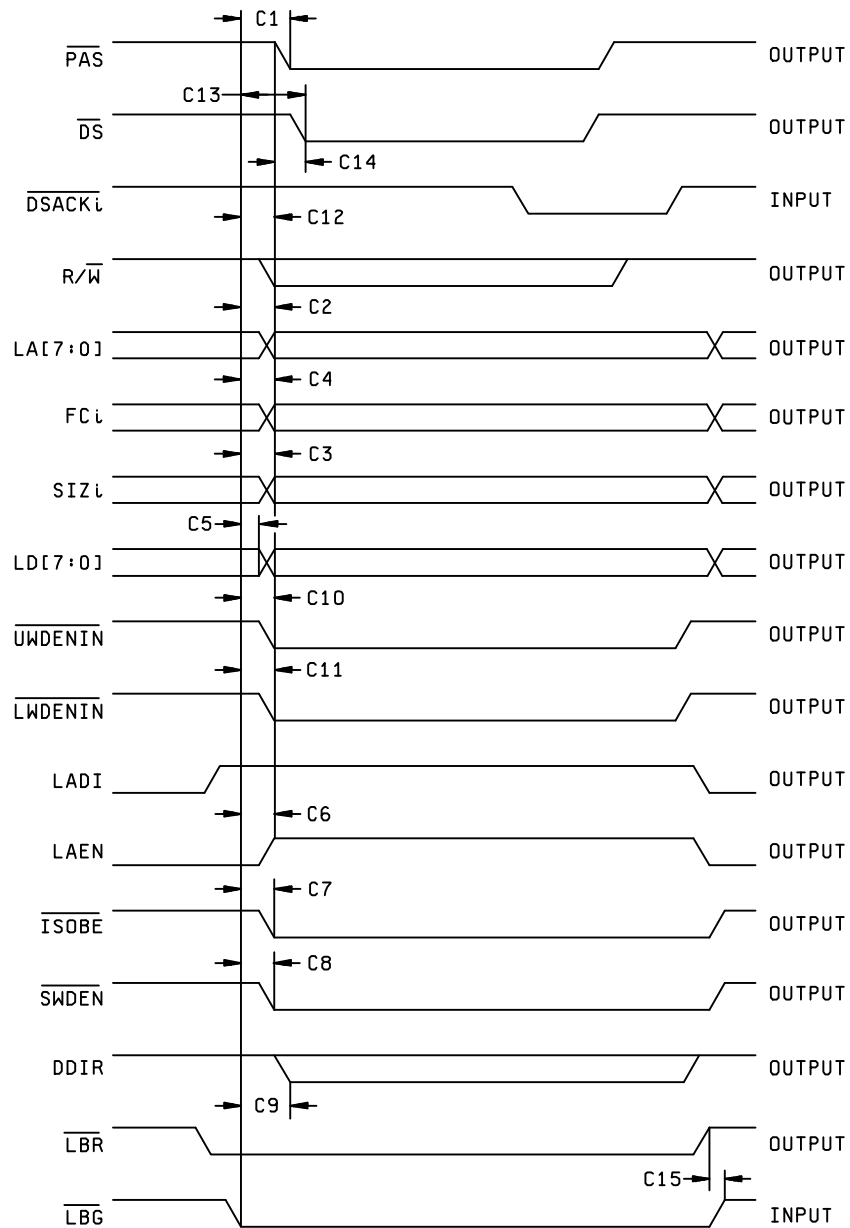 C1
PAS OUTPUT
C13
DS OUTPUT
C14
DSACKi INPUT
C12
R/W OUTPUT
C2
LA[7:0] OUTPUT
C4
FCi OUTPUT
C3
SIZi OUTPUT
C5
LD[7:0] OUTPUT
C10
UWDENIN OUTPUT
C11
LWDENIN OUTPUT
LADI OUTPUT
C6
LAEN OUTPUT
C7
ISOBE OUTPUT
C8
SWDEN OUTPUT
DDIR OUTPUT
C9
LBR OUTPUT
C15
LBG INPUT